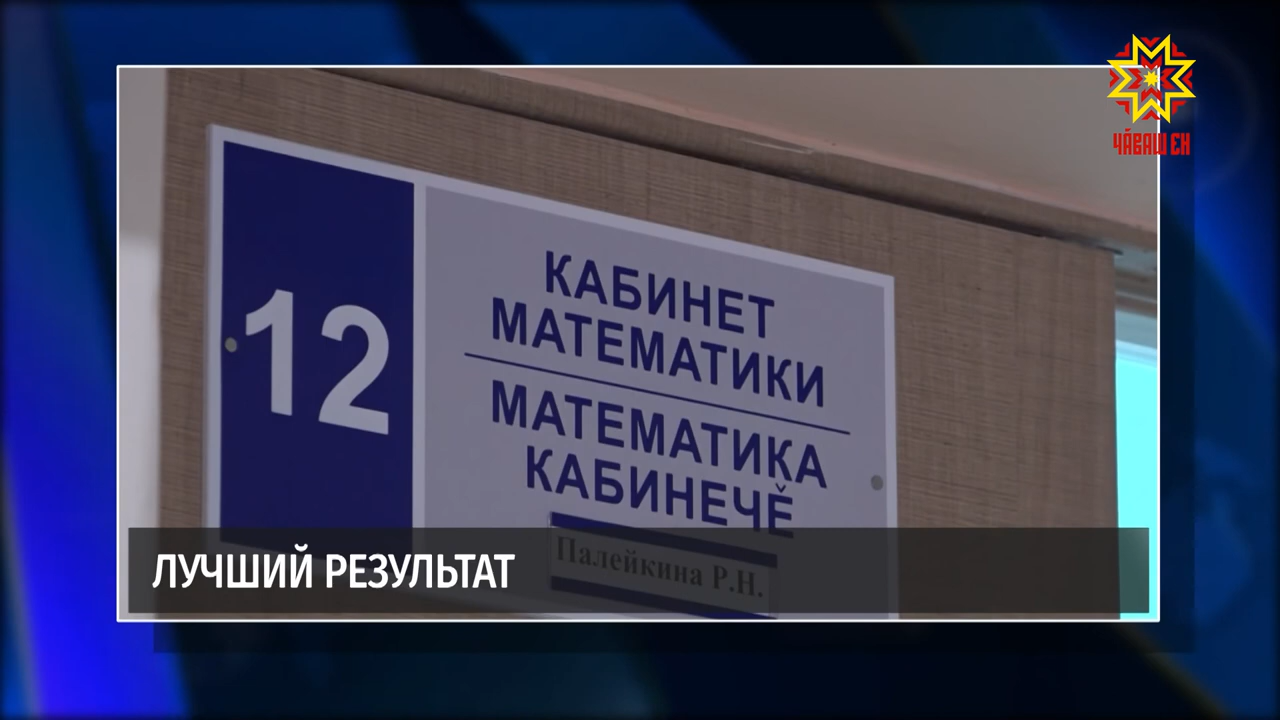 ЧӐВАШ ЕН
12
КАБИНЕТ
МАТЕМАТИКИ
МАТЕМАТИКА
КАБИНЕЧӖ
Палейкина Р.Н.
ЛУЧШИЙ РЕЗУЛЬТАТ